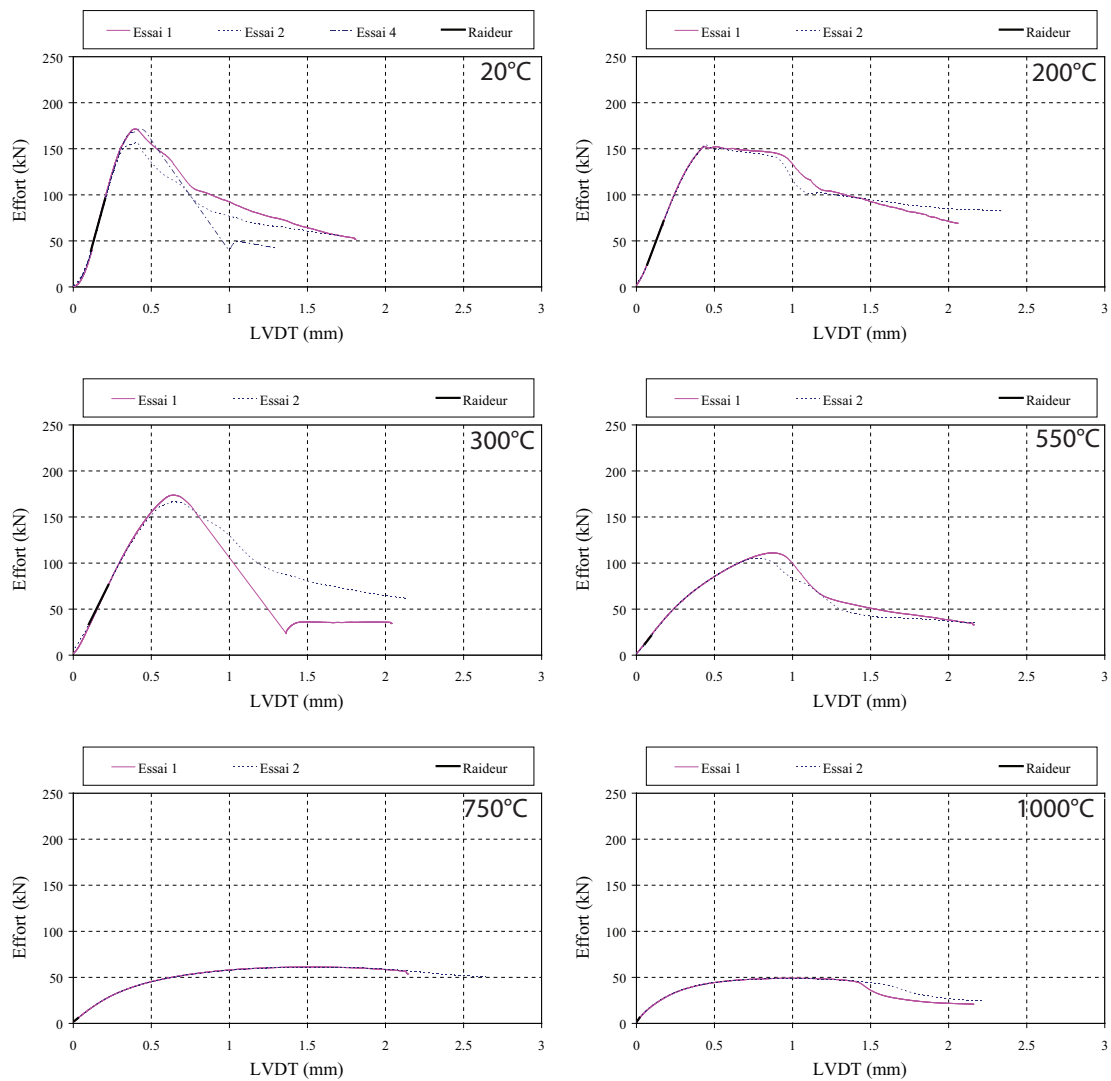 Essai 1 Essai 2 Essai 4 Raideur
20°C
250
200
150
100
50
0
Effort (kN)
0 0.5 1 1.5 2 2.5 3
LVDT (mm)
Essai 1 Essai 2 Raideur
200°C
250
200
150
100
50
0
Effort (kN)
0 0.5 1 1.5 2 2.5 3
LVDT (mm)
Essai 1 Essai 2 Raideur
300°C
250
200
150
100
50
0
Effort (kN)
0 0.5 1 1.5 2 2.5 3
LVDT (mm)
Essai 1 Essai 2 Raideur
550°C
250
200
150
100
50
0
Effort (kN)
0 0.5 1 1.5 2 2.5 3
LVDT (mm)
Essai 1 Essai 2 Raideur
750°C
250
200
150
100
50
0
Effort (kN)
0 0.5 1 1.5 2 2.5 3
LVDT (mm)
Essai 1 Essai 2 Raideur
1000°C
250
200
150
100
50
0
Effort (kN)
0 0.5 1 1.5 2 2.5 3
LVDT (mm)